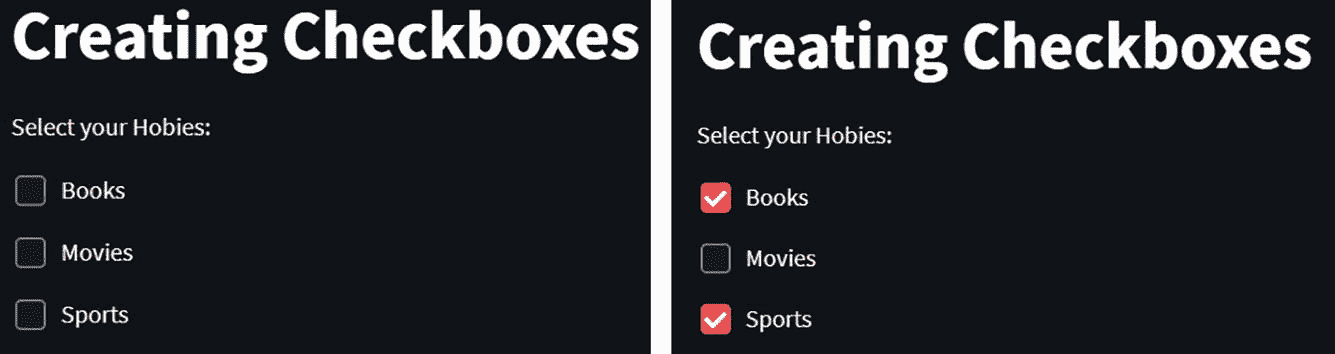 Creating Checkboxes
Select your Hobies:
Books
Movies
Sports
Creating Checkboxes
Select your Hobies:
Books
Movies
Sports